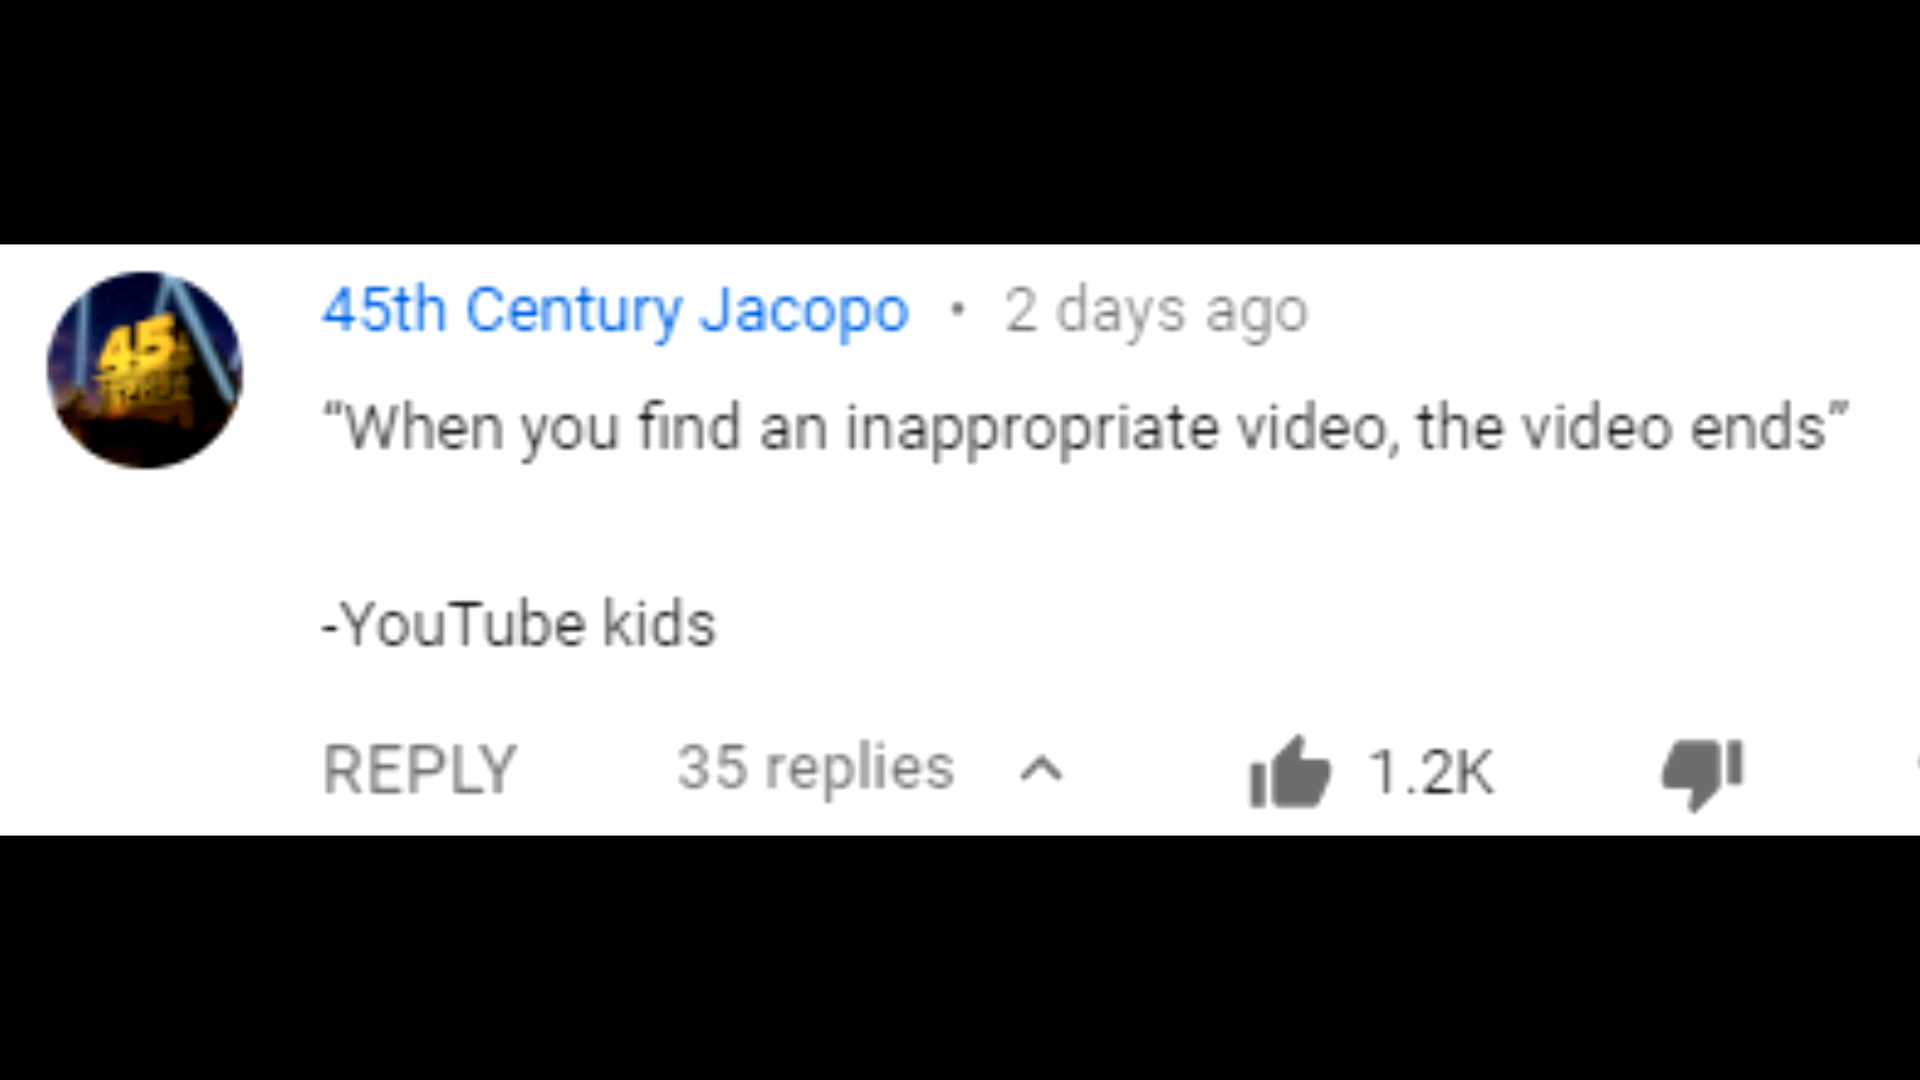 45
45th Century Jacopo • 2 days ago
“When you find an inappropriate video, the video ends”
-YouTube kids
REPLY 35 replies 1.2K